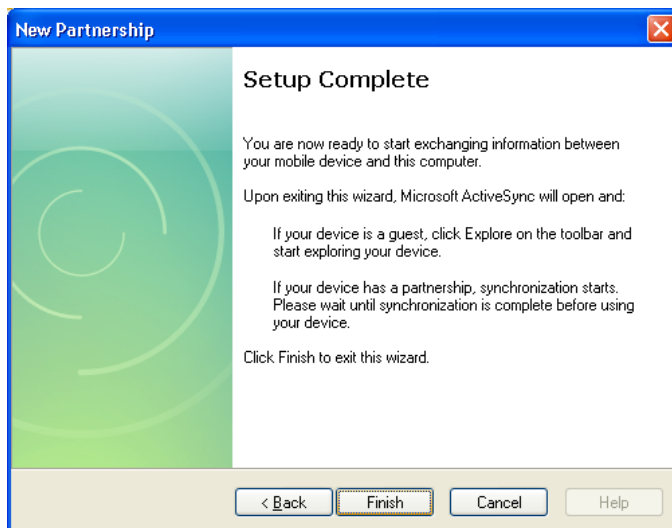 New Partnership
Setup Complete
You are now ready to start exchanging information between
your mobile device and this computer.
Upon exiting this wizard, Microsoft ActiveSync will open and:
If your device is a guest, click Explore on the toolbar and
start exploring your device.
If your device has a partnership, synchronization starts.
Please wait until synchronization is complete before using
your device.
Click Finish to exit this wizard.
< Back Finish Cancel Help